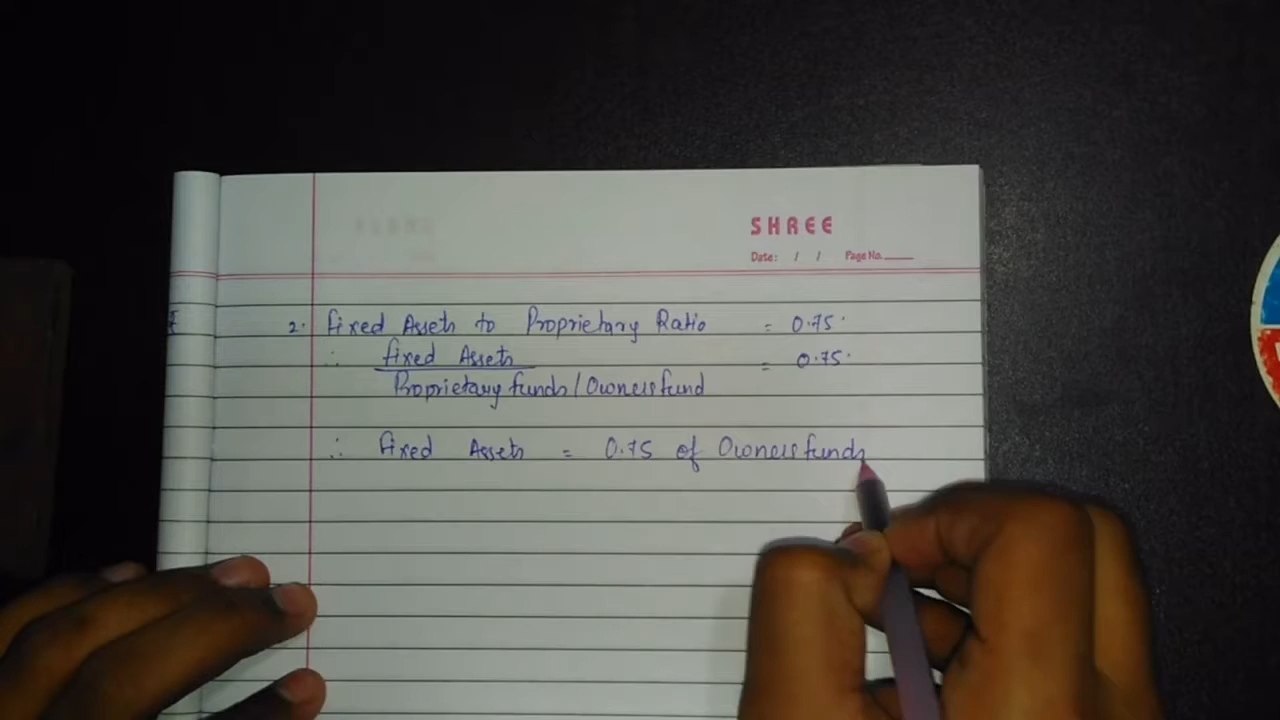 SHREE
Date: / / Page No.
2. Fixed Assets to Proprietary Ratio = 0.75.
∴ Fixed Assets = 0.75.
Proprietary funds / Owners fund
∴ Fixed Assets = 0.75 of Owners funds